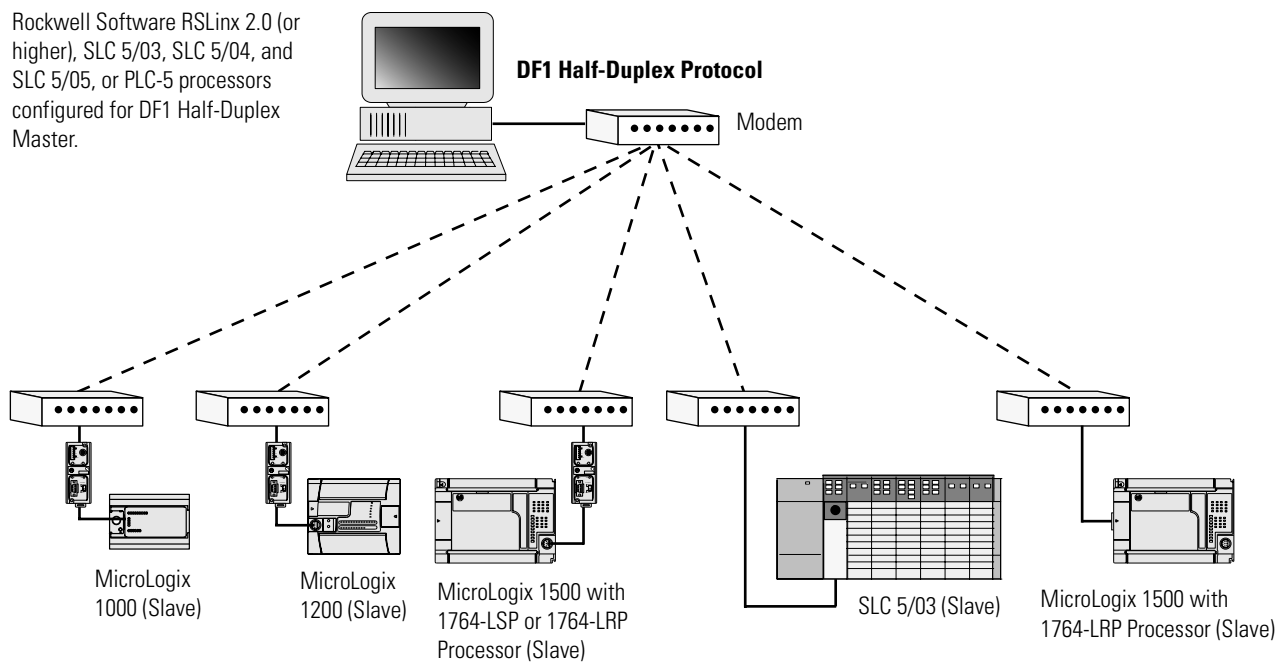 Rockwell Software RSLinx 2.0 (or
higher), SLC 5/03, SLC 5/04, and
SLC 5/05, or PLC-5 processors
configured for DF1 Half-Duplex
Master.
DF1 Half-Duplex Protocol
Modem
MicroLogix
1000 (Slave)
MicroLogix
1200 (Slave)
MicroLogix 1500 with
1764-LSP or 1764-LRP
Processor (Slave)
SLC 5/03 (Slave)
MicroLogix 1500 with
1764-LRP Processor (Slave)